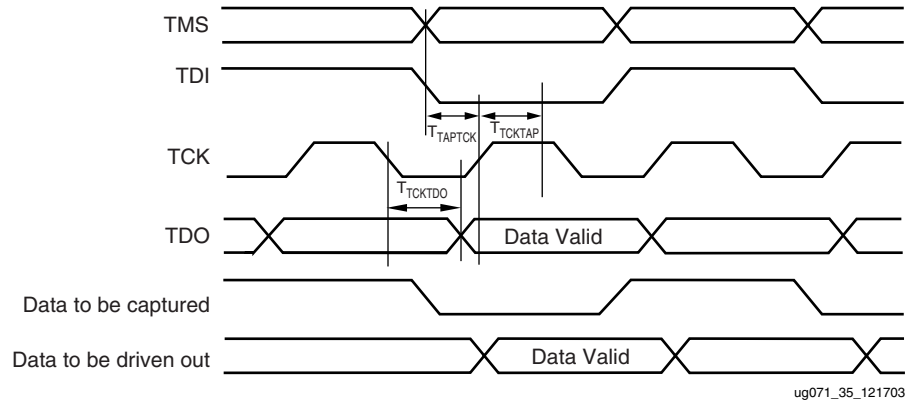 TMS
TDI
T_TAPTCK T_TCKTAP
TCK
T_TCKTDO
TDO Data Valid
Data to be captured
Data to be driven out Data Valid
ug071_35_121703